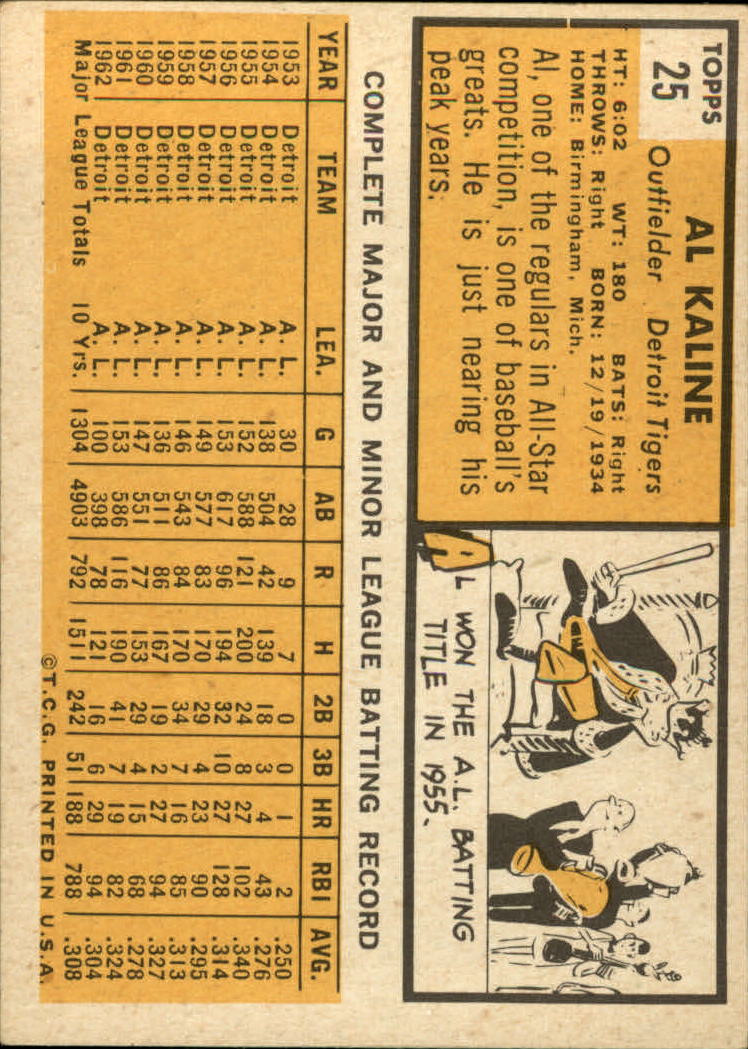 TOPPS
25
AL KALINE
Outfielder Detroit Tigers
HT: 6:02 WT: 180 BATS: Right
THROWS: Right BORN: 12/19/1934
HOME: Birmingham, Mich.
Al, one of the regulars in All-Star
competition, is one of baseball's
greats. He is just nearing his
peak years.
AL WON THE A.L. BATTING
TITLE IN 1955.
COMPLETE MAJOR AND MINOR LEAGUE BATTING RECORD
YEAR TEAM LEA. G AB R H 2B 3B HR RBI AVG.
1953 Detroit A. L. 30 28 9 7 0 0 1 2 .250
1954 Detroit A. L. 138 504 42 139 18 3 4 43 .276
1955 Detroit A. L. 152 588 121 200 24 8 27 102 .340
1956 Detroit A. L. 153 617 96 194 32 10 27 128 .314
1957 Detroit A. L. 149 577 83 170 29 4 23 90 .295
1958 Detroit A. L. 146 543 84 170 34 7 16 85 .313
1959 Detroit A. L. 136 511 86 167 19 2 27 94 .327
1960 Detroit A. L. 147 551 77 153 29 4 15 68 .278
1961 Detroit A. L. 153 586 116 190 41 7 19 82 .324
1962 Detroit A. L. 100 398 78 121 16 6 29 94 .304
Major League Totals 10 Yrs. 1304 4903 792 1511 242 51 188 788 .308
©T.C.G. PRINTED IN U.S.A.